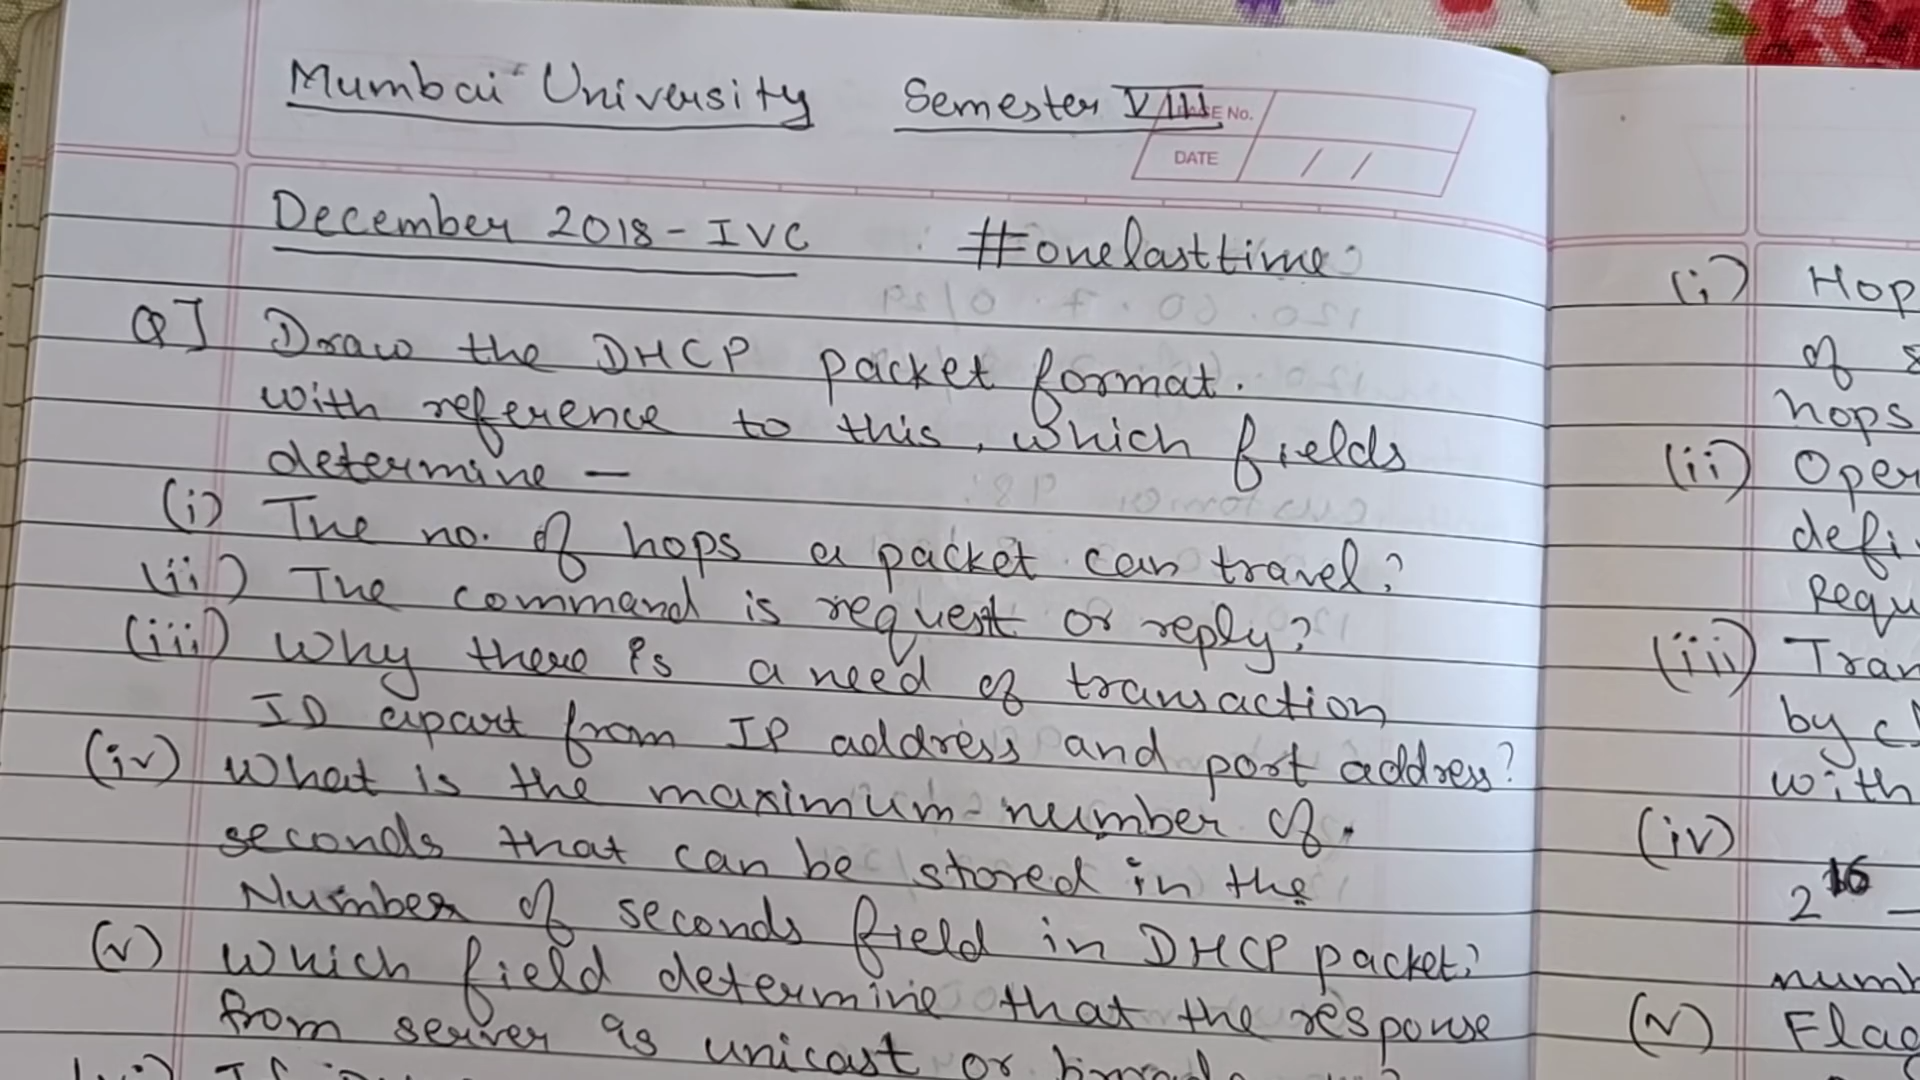 Mumbai University Semester VIII
PAGE No.
DATE / /
December 2018 - IVC #onelasttime
Q] Draw the DHCP packet format.
with reference to this, which fields
determine -
(i) The no. of hops a packet can travel?
(ii) The command is request or reply?
(iii) Why there is a need of transaction
ID apart from IP address and port address?
(iv) What is the maximum number of
seconds that can be stored in the
Number of seconds field in DHCP packet?
(v) which field determine that the response
from server is unicast or
(i) Hop
of
hops
(ii) Oper
defi
Requ
(iii) Tran
by
with
(iv)
2^16 -
numb
(v) Flag